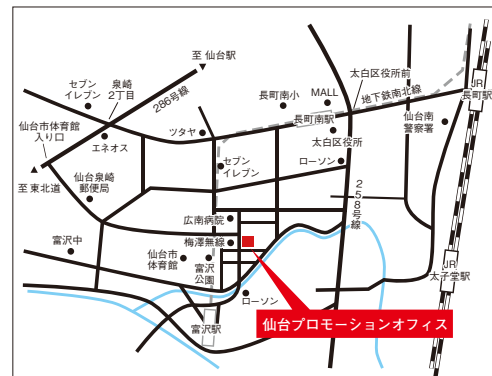 至 仙台駅
泉崎
2丁目
セブン
イレブン
286号線
太白区役所前
MALL
長町南小
地下鉄南北線
JR
長町駅
仙台市体育館
入り口
エネオス
ツタヤ
長町南駅
太白区役所
仙台南
警察署
ローソン
セブン
イレブン
至 東北道
仙台泉崎
郵便局
258号線
広南病院
富沢中
梅澤無線
仙台市
体育館
富沢
公園
JR
太子堂駅
ローソン
富沢駅
仙台プロモーションオフィス